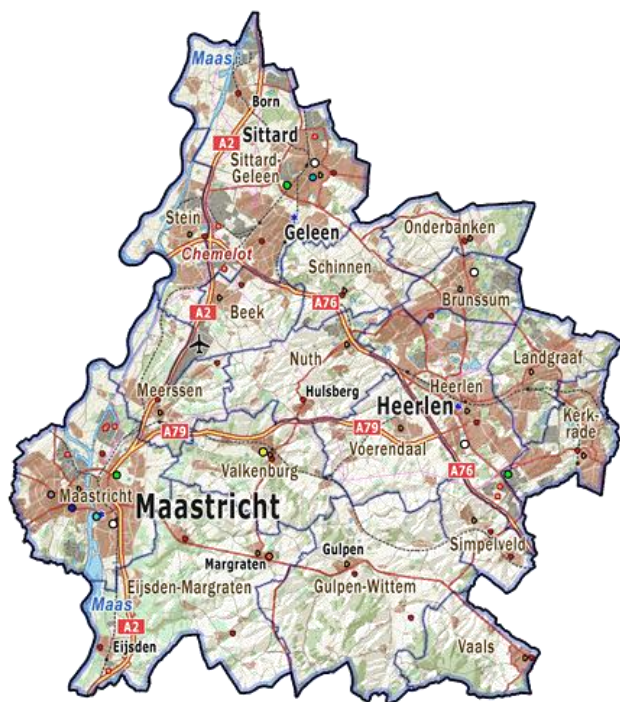 Maas
Born
Sittard
A2
Sittard-
Geleen
Stein
Geleen
Onderbanken
Chemelot
Schinnen
Brunssum
Beek
A76
A2
Nuth
Landgraaf
Meerssen
Hulsberg
Heerlen
Heerlen
Kerk-
rade
A79
A79
Voerendaal
Valkenburg
A76
Maastricht
Maastricht
Simpelveld
Margraten
Gulpen
Eijsden-Margraten
Gulpen-Wittem
Maas
A2
Eijsden
Vaals